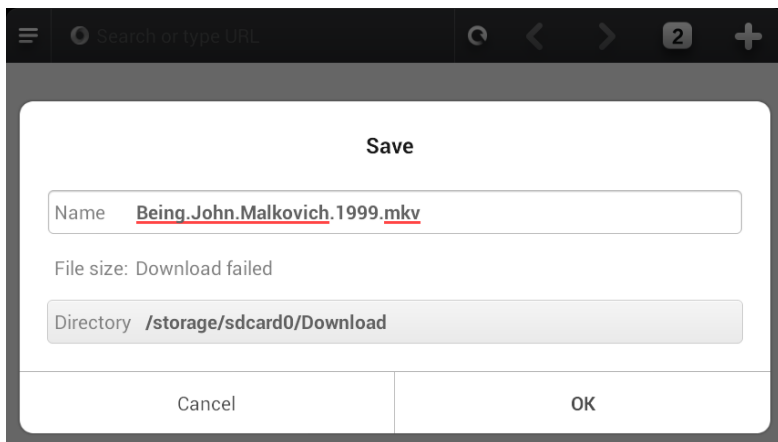 Search or type URL 2
Save
Name Being.John.Malkovich.1999.mkv
File size: Download failed
Directory /storage/sdcard0/Download
Cancel OK